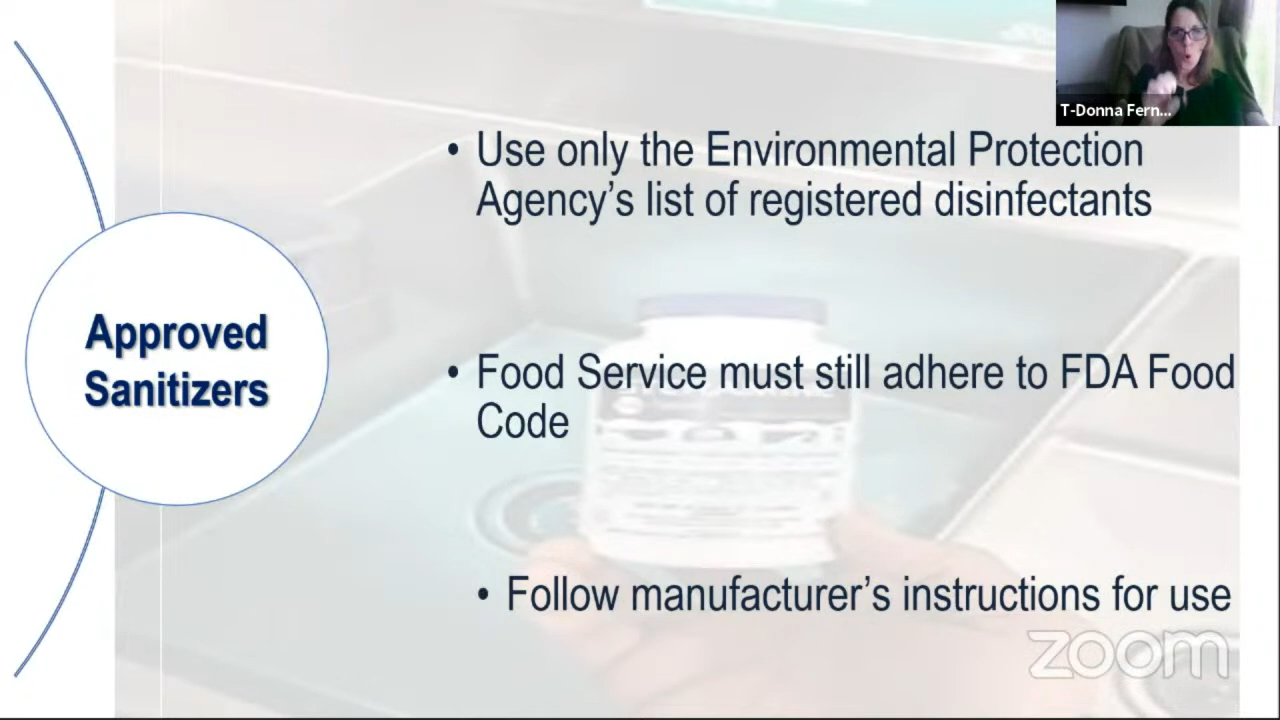 T-Donna Fern...
• Use only the Environmental Protection
Agency’s list of registered disinfectants
Approved
Sanitizers
• Food Service must still adhere to FDA Food
Code
• Follow manufacturer’s instructions for use
zoom